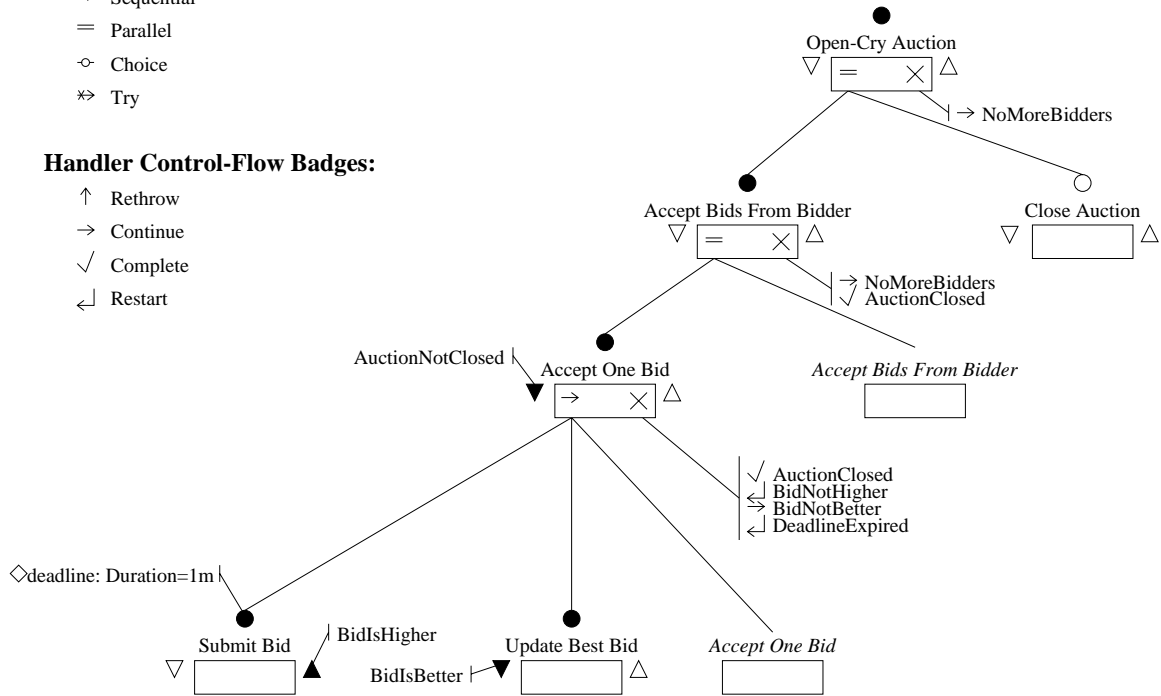 Sequential
Parallel
Choice
Try
Handler Control-Flow Badges:
Rethrow
Continue
Complete
Restart
Open-Cry Auction
NoMoreBidders
Accept Bids From Bidder
Close Auction
NoMoreBidders
AuctionClosed
AuctionNotClosed
Accept One Bid
Accept Bids From Bidder
AuctionClosed
BidNotHigher
BidNotBetter
DeadlineExpired
deadline: Duration=1m
Submit Bid
BidIsHigher
Update Best Bid
BidIsBetter
Accept One Bid